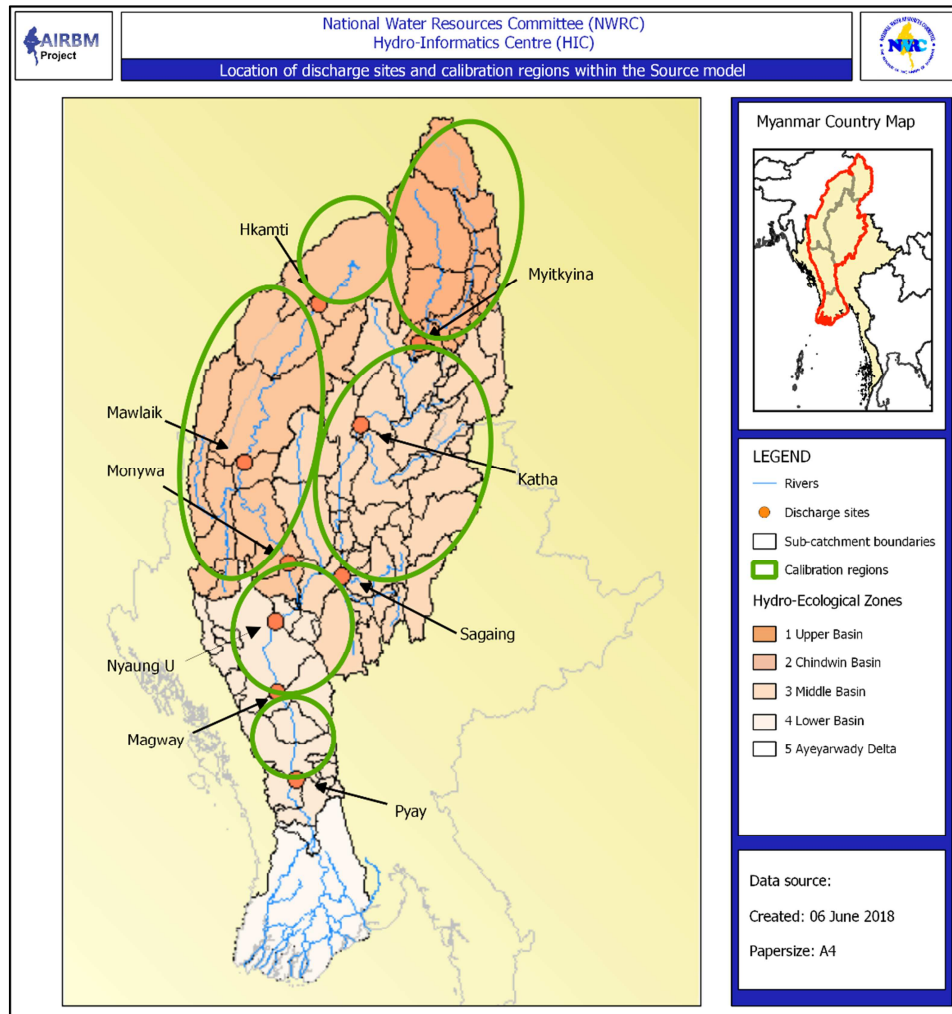 AIRBM
Project
National Water Resources Committee (NWRC)
Hydro-Informatics Centre (HIC)
Location of discharge sites and calibration regions within the Source model
NWRC
Hkamti
Myitkyina
Mawlaik
Monywa
Katha
Sagaing
Nyaung U
Magway
Pyay
Myanmar Country Map
LEGEND
Rivers
Discharge sites
Sub-catchment boundaries
Calibration regions
Hydro-Ecological Zones
1 Upper Basin
2 Chindwin Basin
3 Middle Basin
4 Lower Basin
5 Ayeyarwady Delta
Data source:
Created: 06 June 2018
Papersize: A4